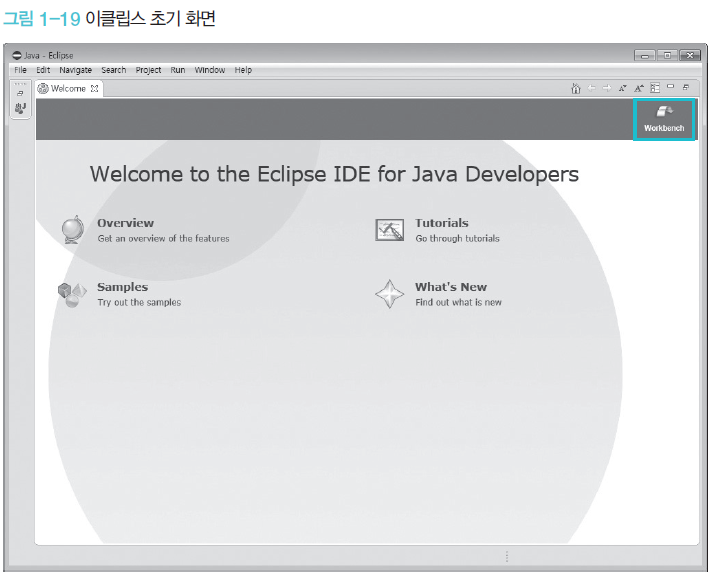 그림 1-19 이클립스 초기 화면
Java - Eclipse
File Edit Navigate Search Project Run Window Help
Welcome
Workbench
Welcome to the Eclipse IDE for Java Developers
Overview
Get an overview of the features
Tutorials
Go through tutorials
Samples
Try out the samples
What's New
Find out what is new